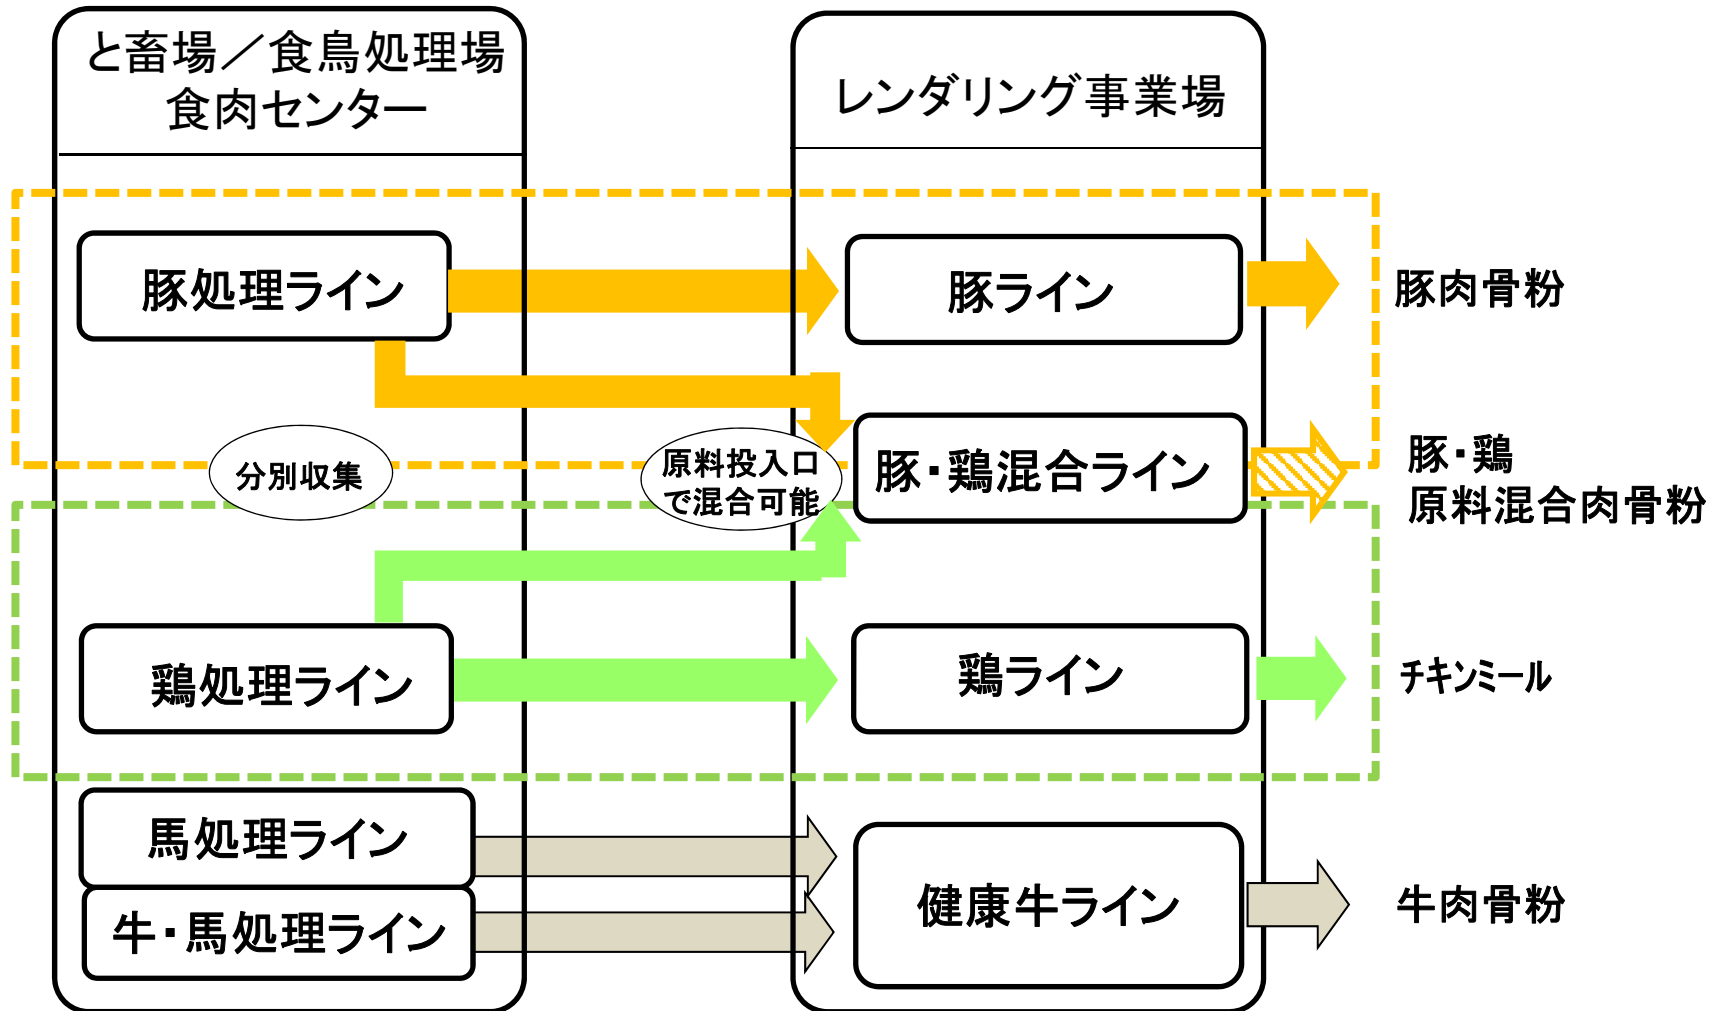 と畜場／食鳥処理場
食肉センター
レンダリング事業場
豚処理ライン
豚ライン
豚肉骨粉
分別収集
原料投入口
で混合可能
豚・鶏混合ライン
豚・鶏
原料混合肉骨粉
鶏処理ライン
鶏ライン
チキンミール
馬処理ライン
牛・馬処理ライン
健康牛ライン
牛肉骨粉